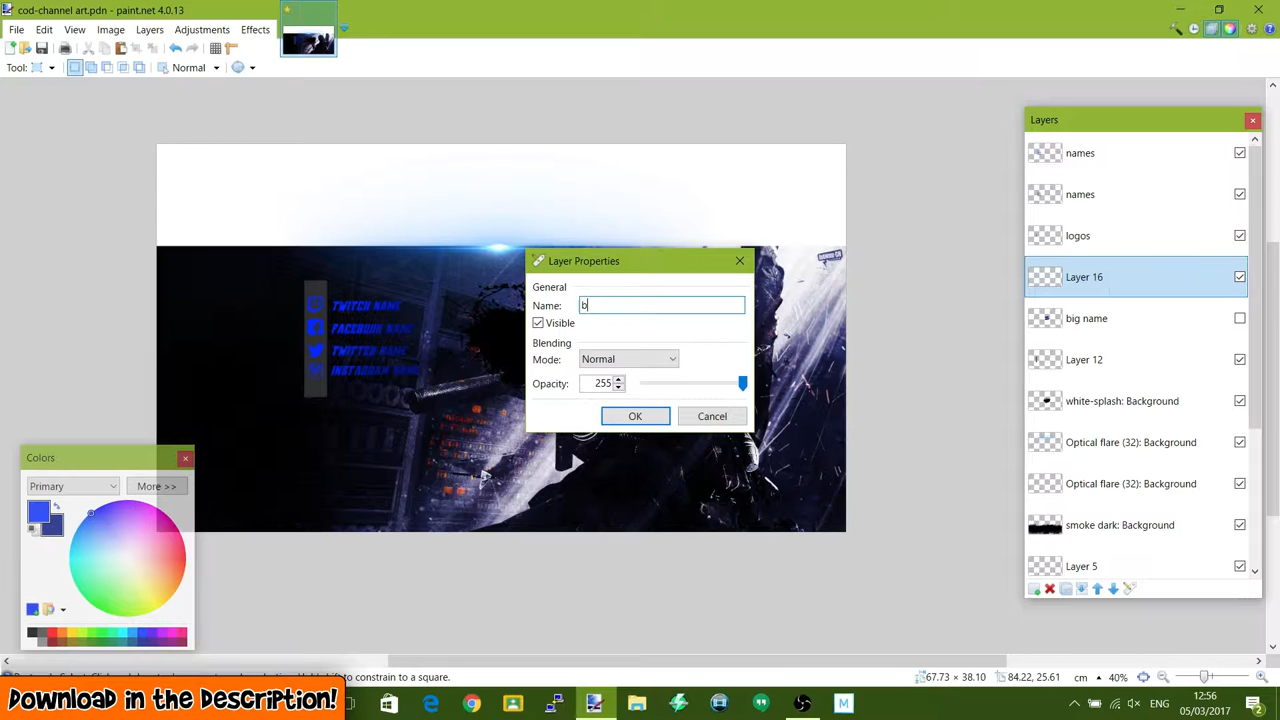 cod-channel art.pdn - paint.net 4.0.13
File Edit View Image Layers Adjustments Effects
Tool: Normal
Layers
names
names
logos
Layer 16
big name
Layer 12
white-splash: Background
Optical flare (32): Background
Optical flare (32): Background
smoke dark: Background
Layer 5
Layer Properties
General
Name: b
Visible
Blending
Mode: Normal
Opacity: 255
OK Cancel
TWITCH NAME
FACEBOOK NAME
TWITTER NAME
INSTAGRAM NAME
Colors
Primary More >>
to constrain to a square.
67.73 × 38.10 84.22, 25.61 cm 40%
Download in the Description!
M
ENG
12:56
05/03/2017
2